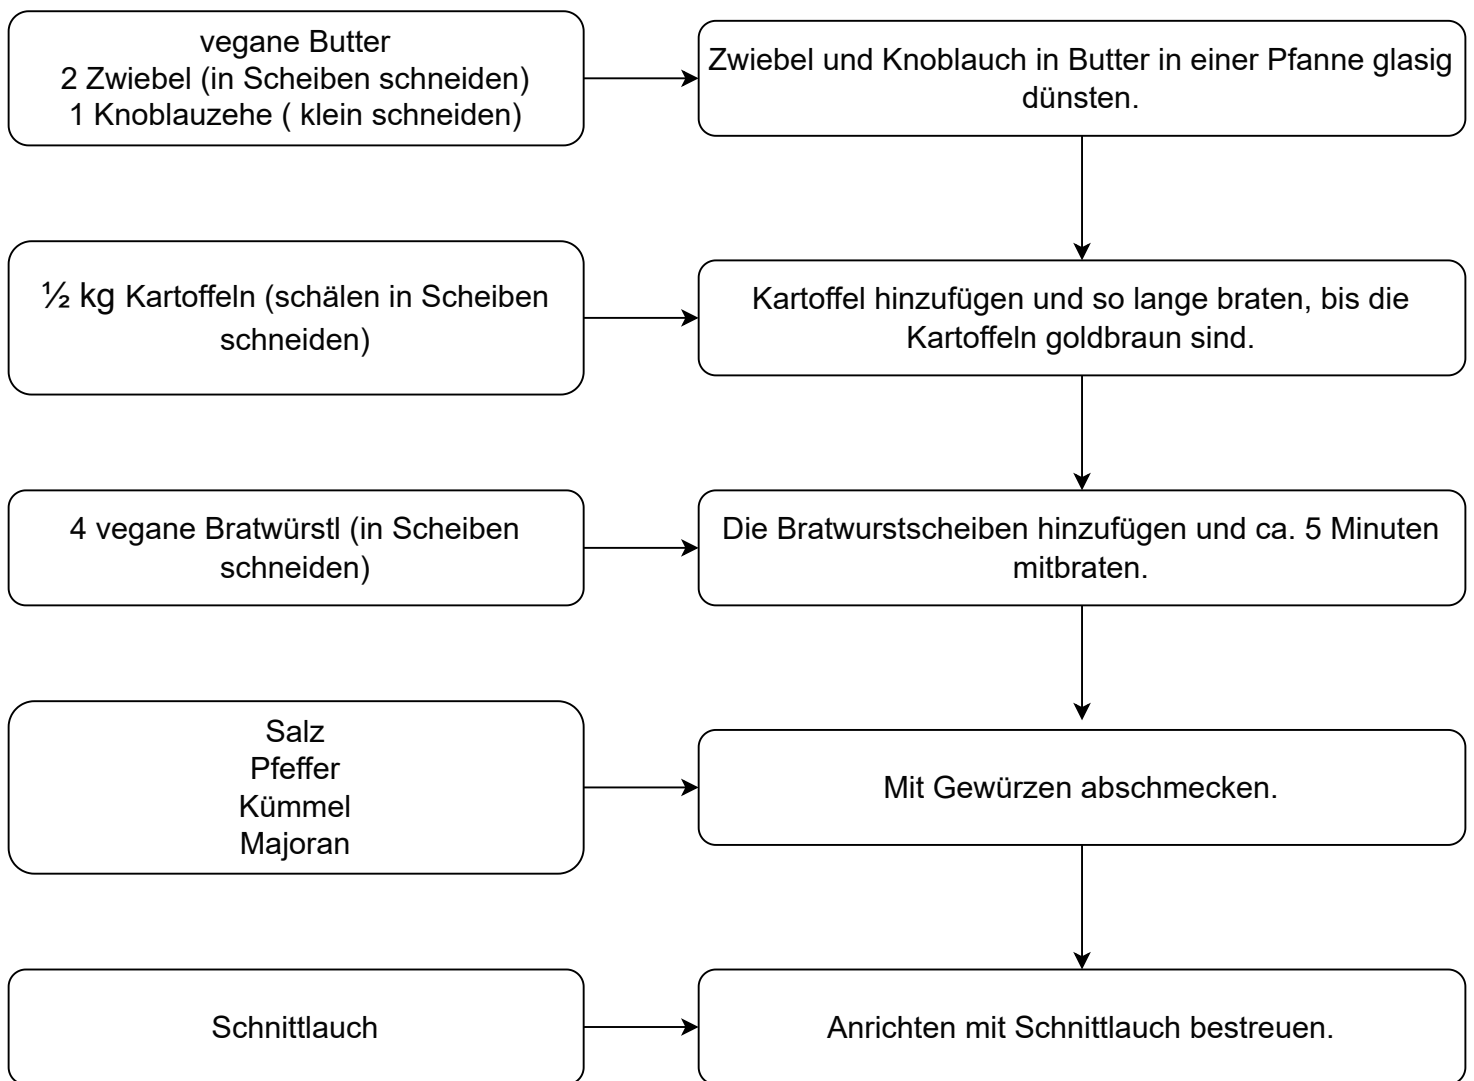 vegane Butter
2 Zwiebel (in Scheiben schneiden)
1 Knoblauzehe ( klein schneiden)
Zwiebel und Knoblauch in Butter in einer Pfanne glasig
dünsten.
½ kg Kartoffeln (schälen in Scheiben
schneiden)
Kartoffel hinzufügen und so lange braten, bis die
Kartoffeln goldbraun sind.
4 vegane Bratwürstl (in Scheiben
schneiden)
Die Bratwurstscheiben hinzufügen und ca. 5 Minuten
mitbraten.
Salz
Pfeffer
Kümmel
Majoran
Mit Gewürzen abschmecken.
Schnittlauch
Anrichten mit Schnittlauch bestreuen.